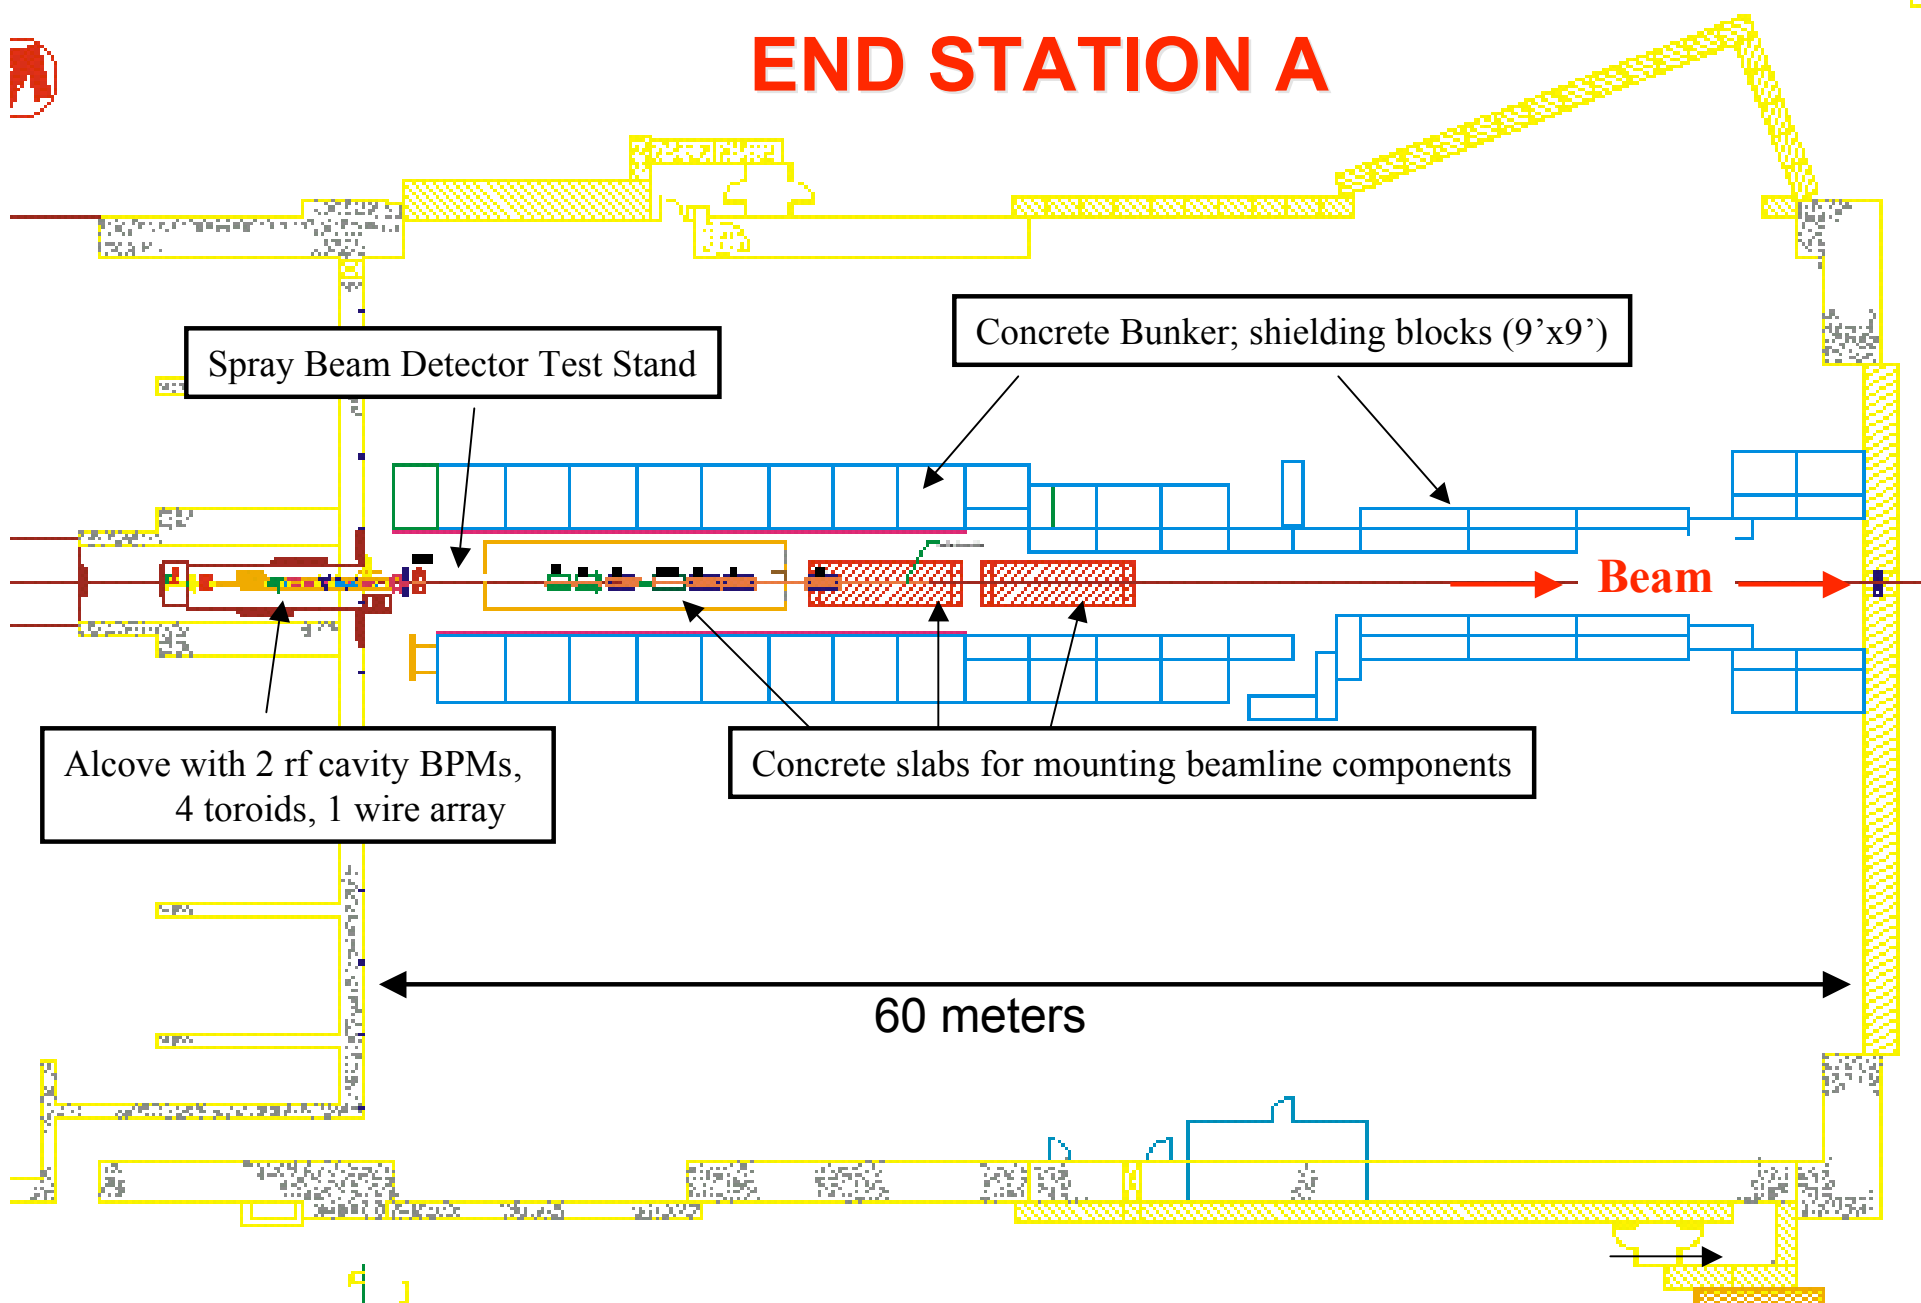 END STATION A
Concrete Bunker; shielding blocks (9’x9’)
Spray Beam Detector Test Stand
Beam
Alcove with 2 rf cavity BPMs,
4 toroids, 1 wire array
Concrete slabs for mounting beamline components
60 meters